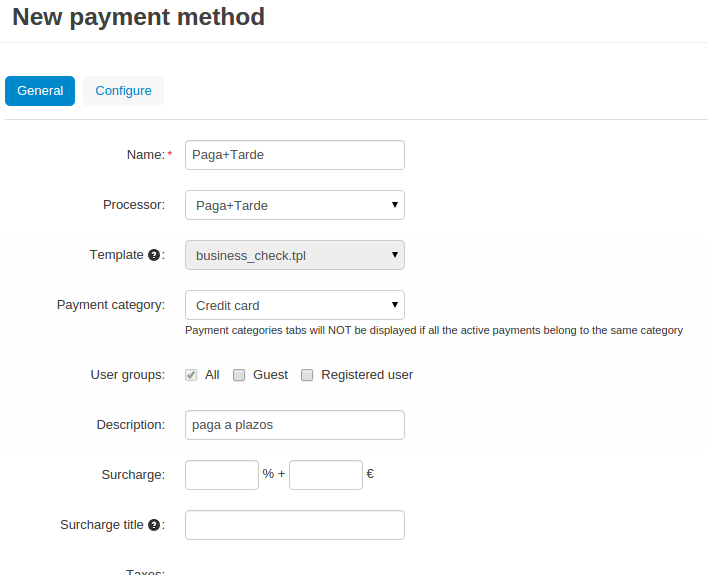 New payment method
General Configure
Name:* Paga+Tarde
Processor: Paga+Tarde
Template ?: business_check.tpl
Payment category: Credit card
Payment categories tabs will NOT be displayed if all the active payments belong to the same category
User groups: All Guest Registered user
Description: paga a plazos
Surcharge: % + €
Surcharge title ?:
Taxes: